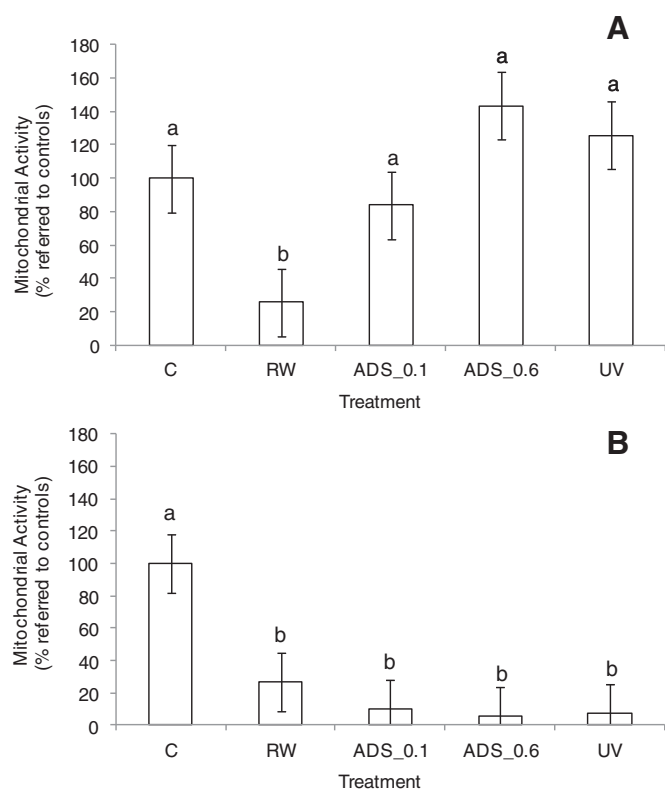 A
180
160
140
120
100
80
60
40
20
0
Mitochondrial Activity
(% referred to controls)
a
b
a
a
a
C RW ADS_0.1 ADS_0.6 UV
Treatment
B
180
160
140
120
100
80
60
40
20
0
Mitochondrial Activity
(% referred to controls)
a
b
b
b
b
C RW ADS_0.1 ADS_0.6 UV
Treatment